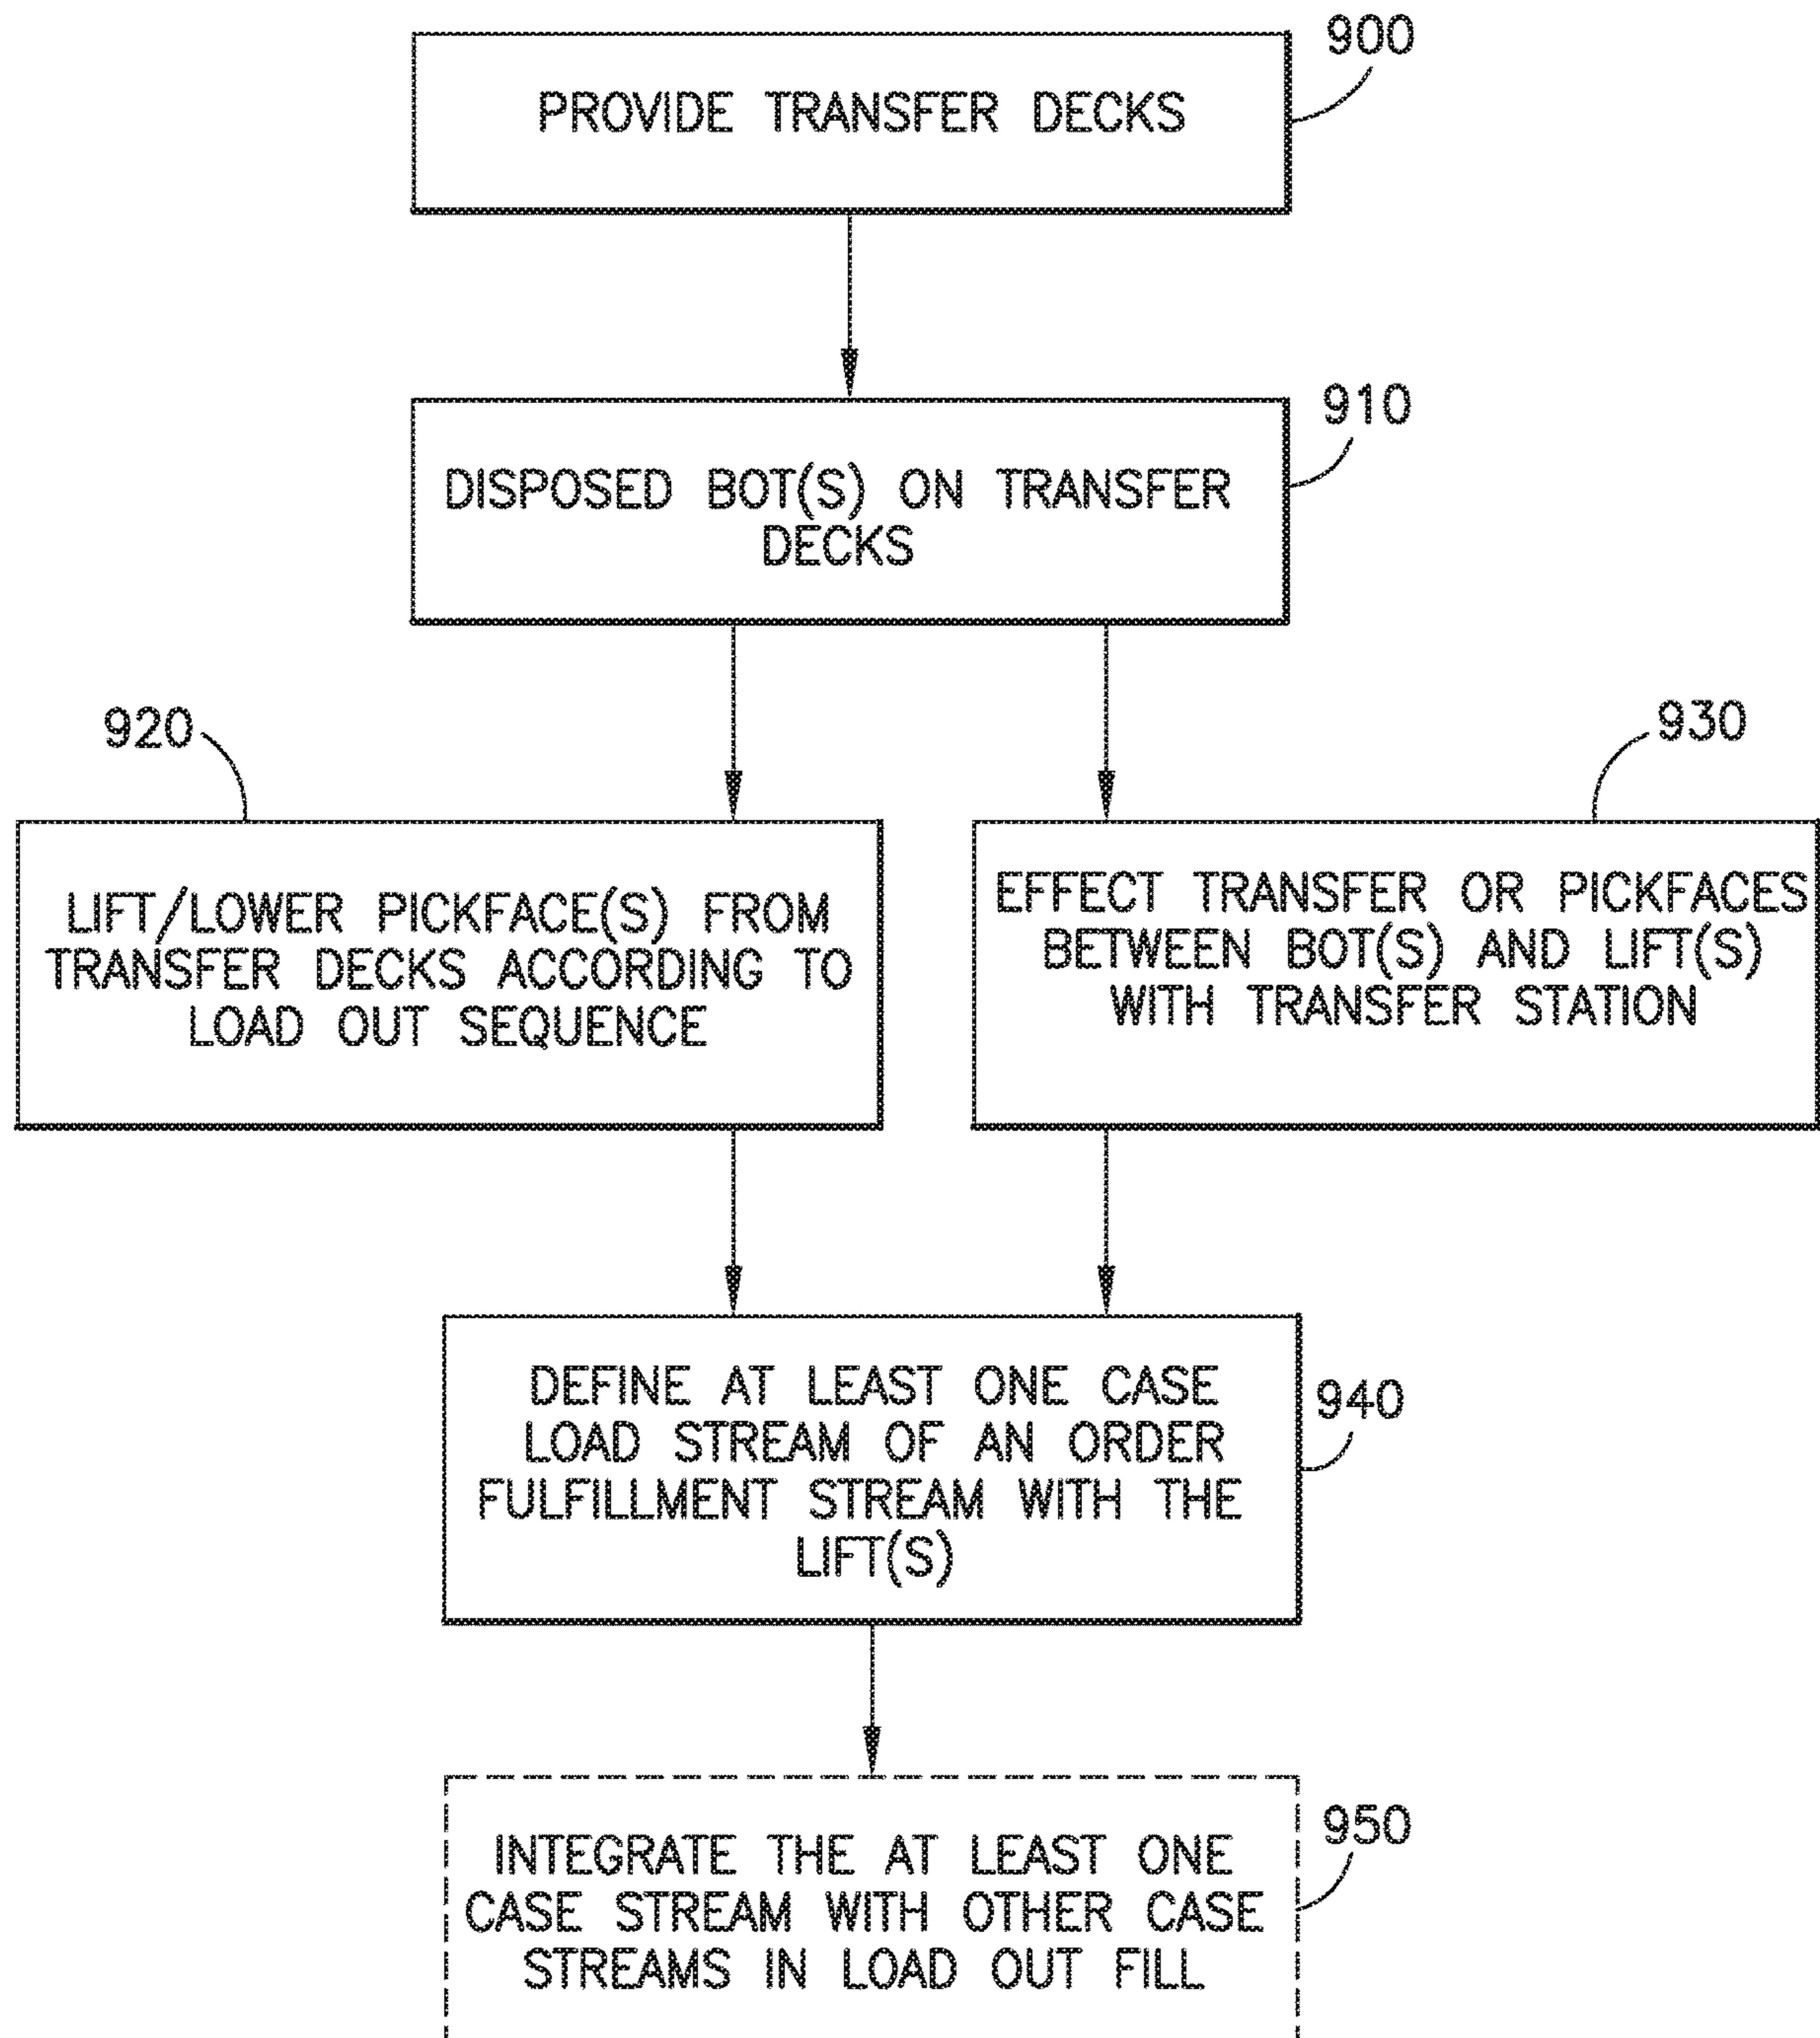 900
PROVIDE TRANSFER DECKS
910
DISPOSED BOT(S) ON TRANSFER
DECKS
920
930
LIFT/LOWER PICKFACE(S) FROM
TRANSFER DECKS ACCORDING TO
LOAD OUT SEQUENCE
EFFECT TRANSFER OR PICKFACES
BETWEEN BOT(S) AND LIFT(S)
WITH TRANSFER STATION
940
DEFINE AT LEAST ONE CASE
LOAD STREAM OF AN ORDER
FULFILLMENT STREAM WITH THE
LIFT(S)
950
INTEGRATE THE AT LEAST ONE
CASE STREAM WITH OTHER CASE
STREAMS IN LOAD OUT FILL